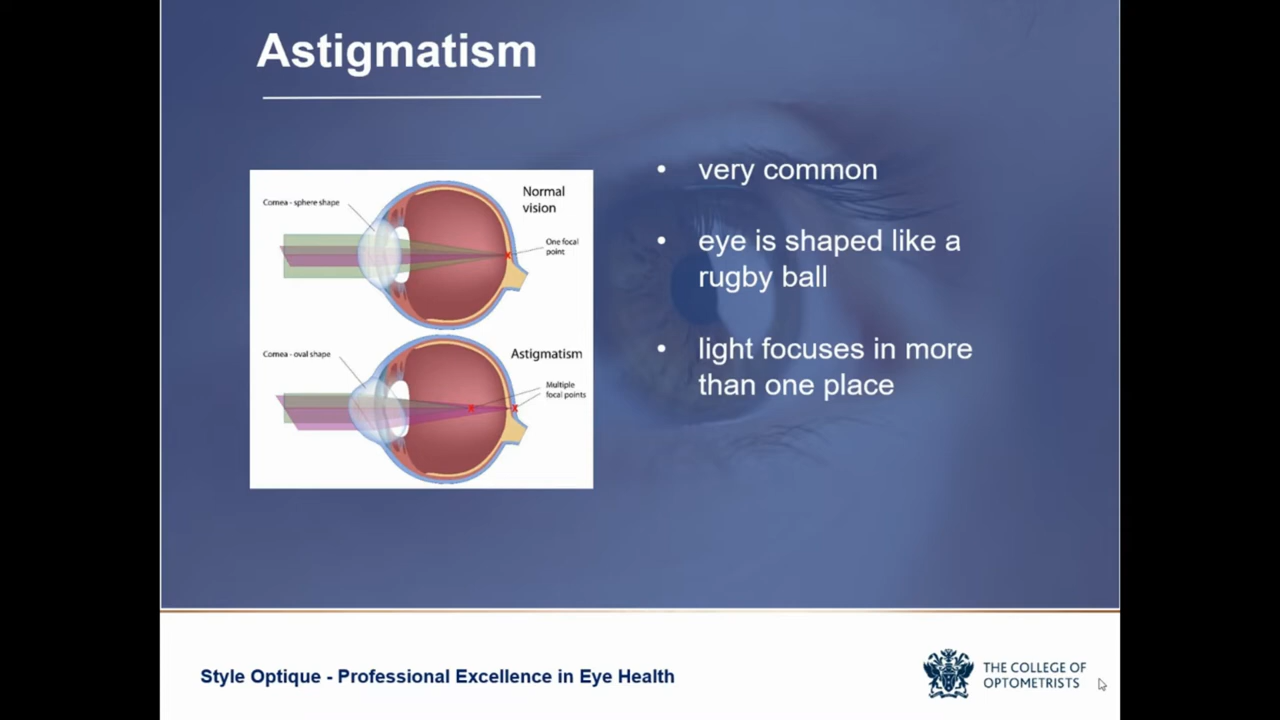 Astigmatism
Cornea - sphere shape
Normal
vision
One focal
point
Cornea - oval shape
Astigmatism
Multiple
focal points
• very common
• eye is shaped like a
rugby ball
• light focuses in more
than one place
Style Optique - Professional Excellence in Eye Health
THE COLLEGE OF
OPTOMETRISTS